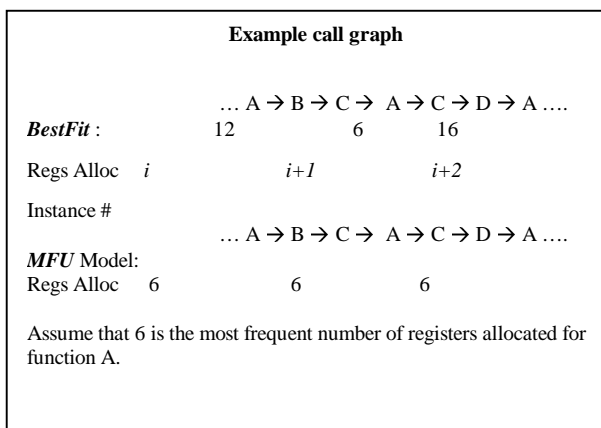 Example call graph
… A → B → C → A → C → D → A ….
BestFit : 12 6 16
Regs Alloc i i+1 i+2
Instance #
… A → B → C → A → C → D → A ….
MFU Model:
Regs Alloc 6 6 6
Assume that 6 is the most frequent number of registers allocated for
function A.